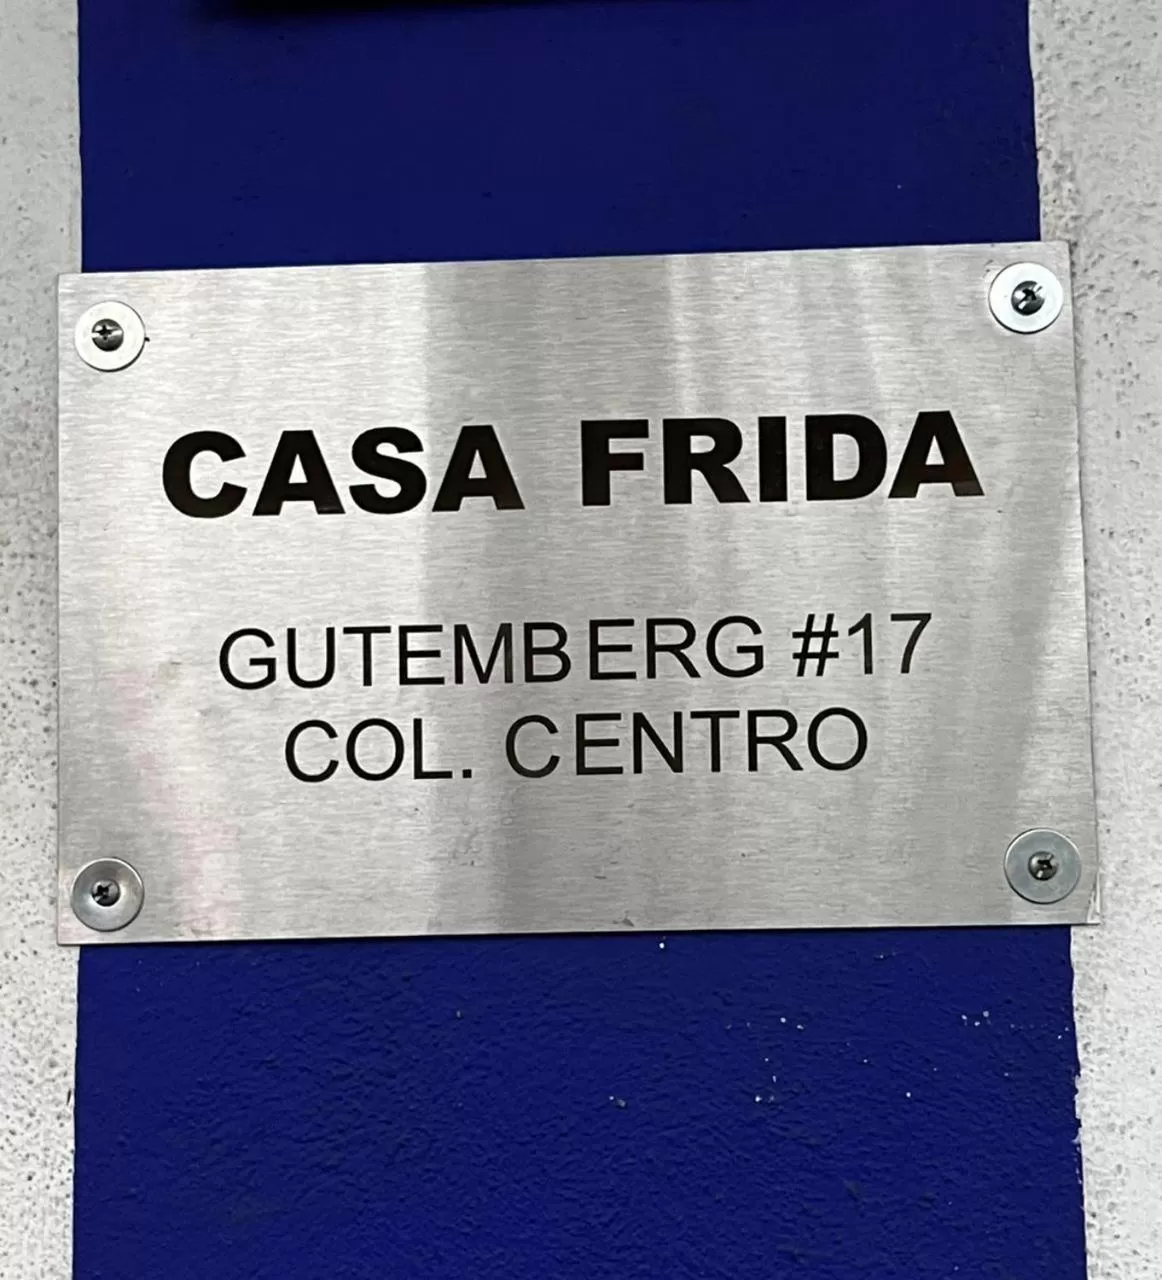 CASA FRIDA
GUTEMBERG #17
COL. CENTRO